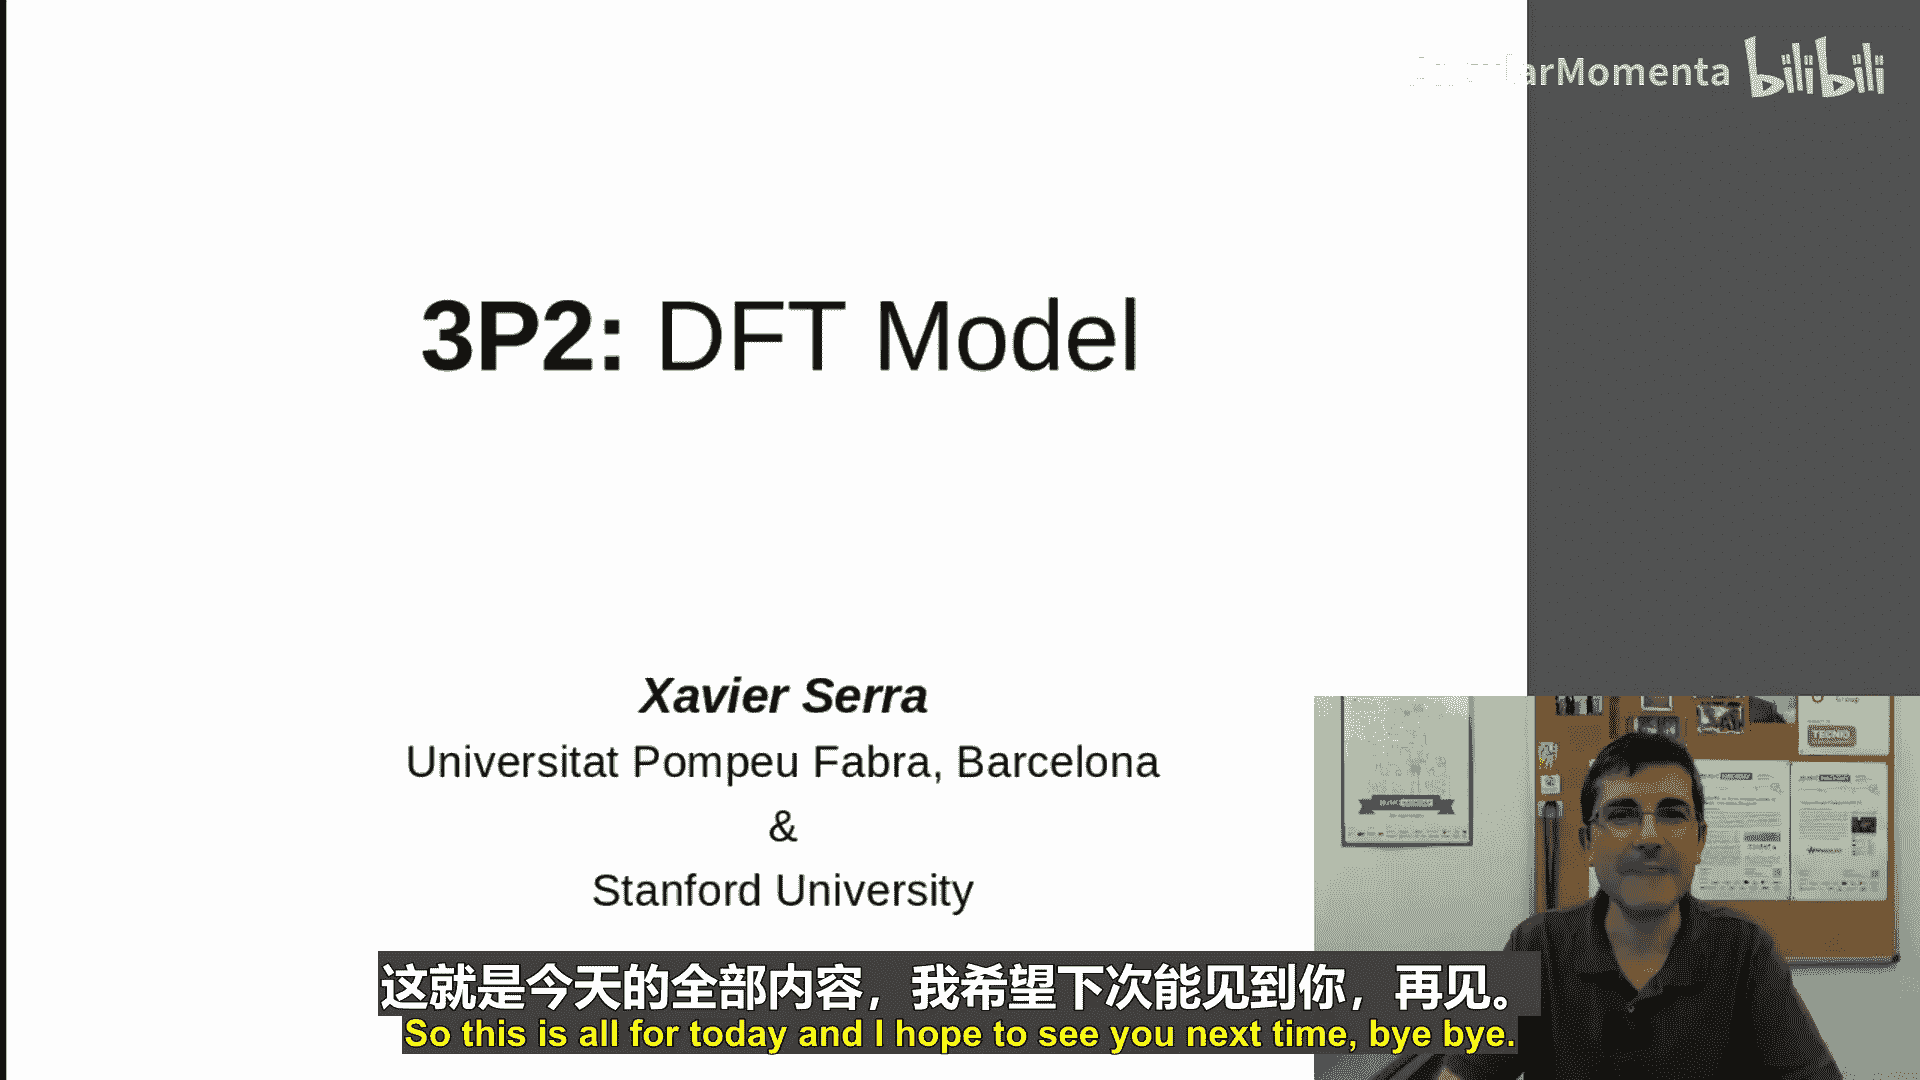 arMomenta bilibili
3P2: DFT Model
Xavier Serra
Universitat Pompeu Fabra, Barcelona
&
Stanford University
TECNIO
这就是今天的全部内容，我希望下次能见到你，再见。
So this is all for today and I hope to see you next time, bye bye.